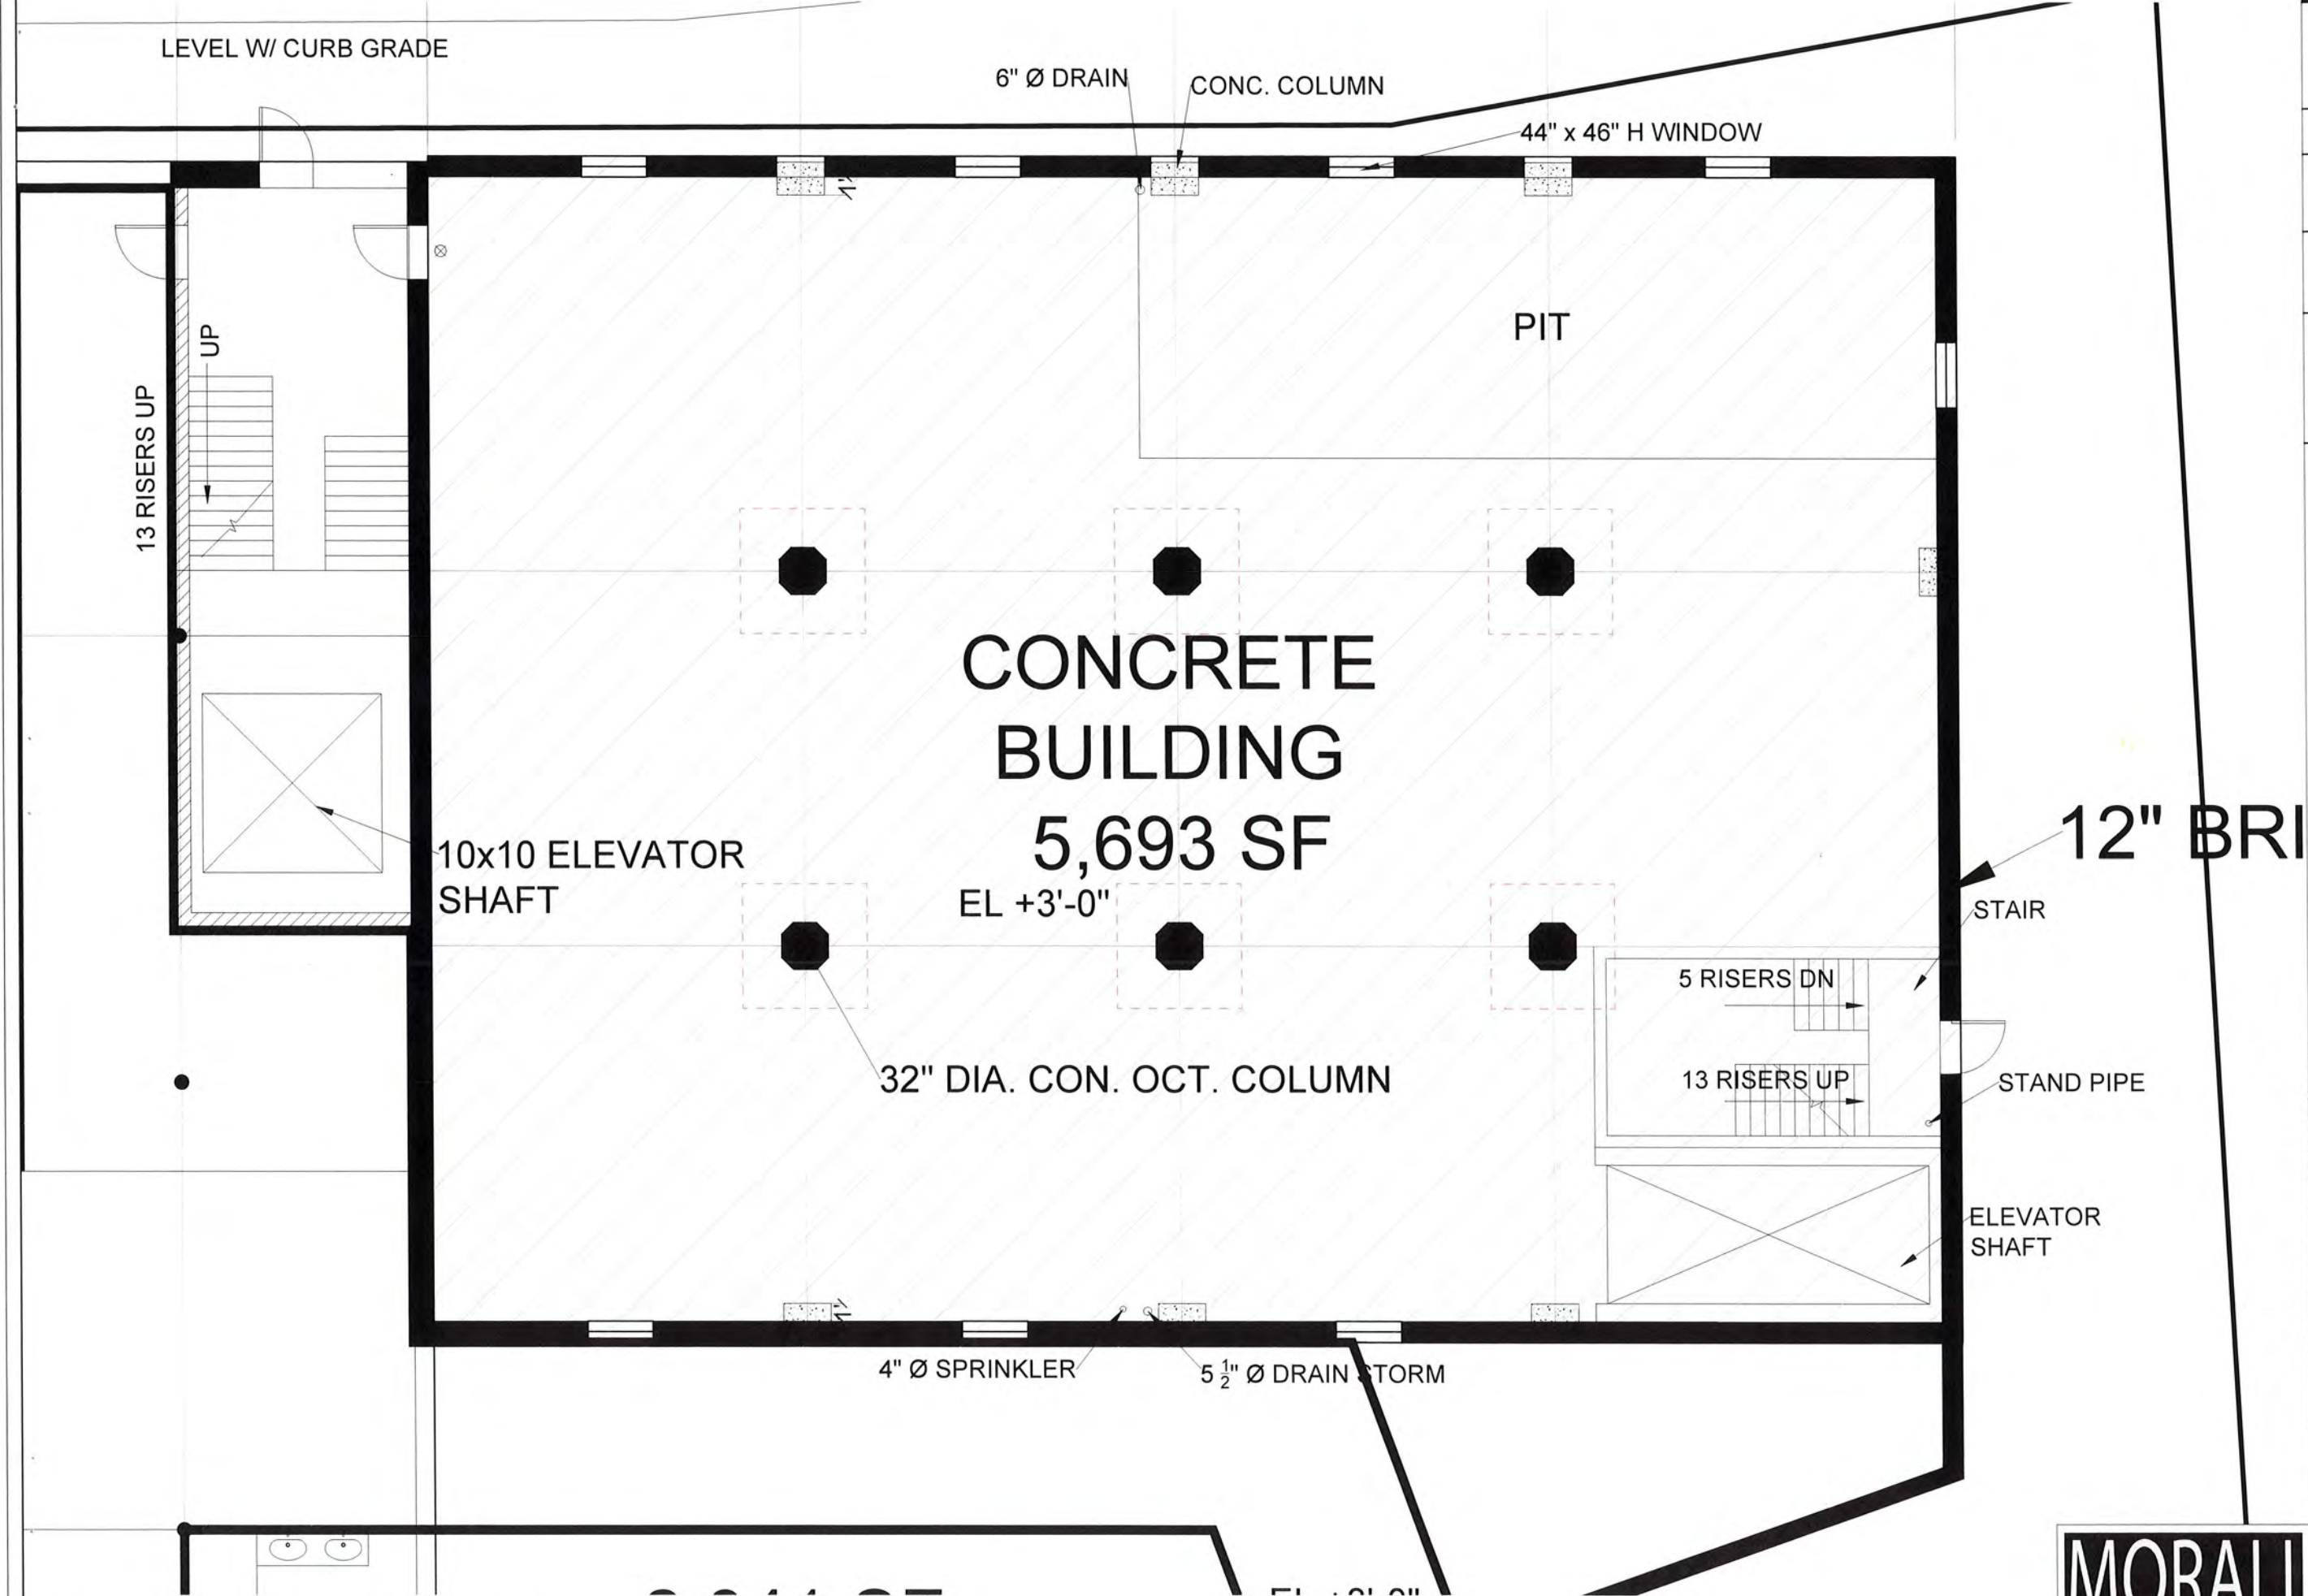 LEVEL W/ CURB GRADE
6" Ø DRAIN
CONC. COLUMN
44" x 46" H WINDOW
PIT
UP
13 RISERS UP
CONCRETE
BUILDING
5,693 SF
EL +3'-0"
10x10 ELEVATOR
SHAFT
12" BRI
STAIR
5 RISERS DN
32" DIA. CON. OCT. COLUMN
13 RISERS UP
STAND PIPE
ELEVATOR
SHAFT
4" Ø SPRINKLER
5 1/2" Ø DRAIN STORM